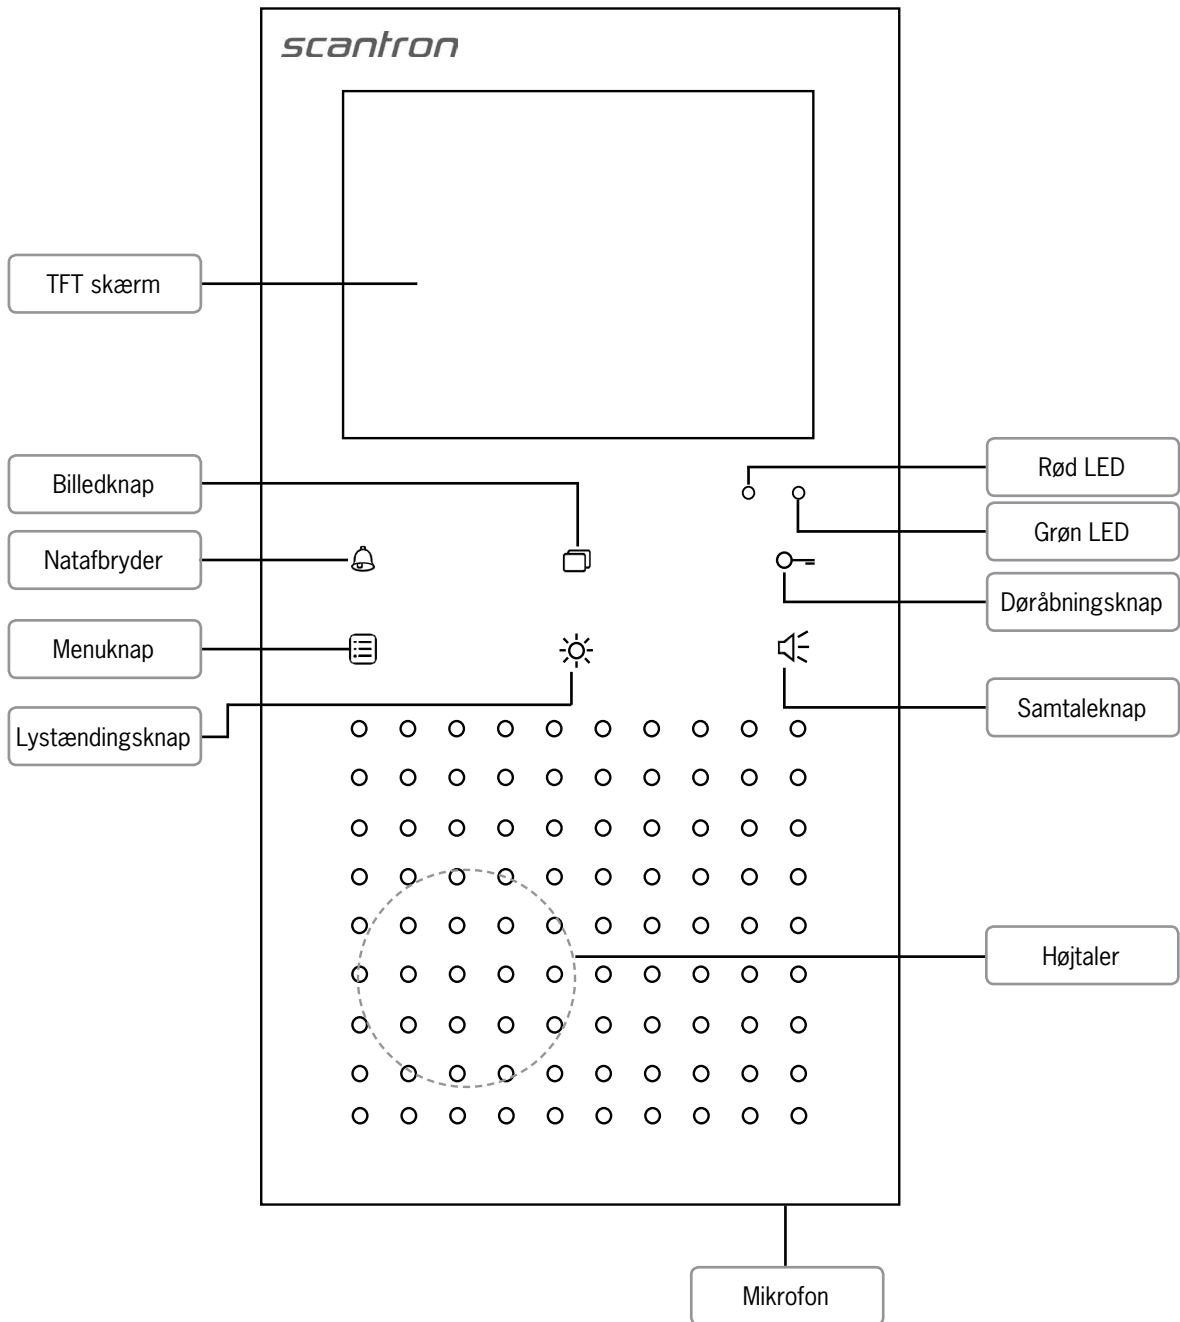 scantron
TFT skærm
Billedknap
Natafbryder
Menuknap
Lystændingsknap
Rød LED
Grøn LED
Døråbningsknap
Samtaleknap
Højtaler
Mikrofon